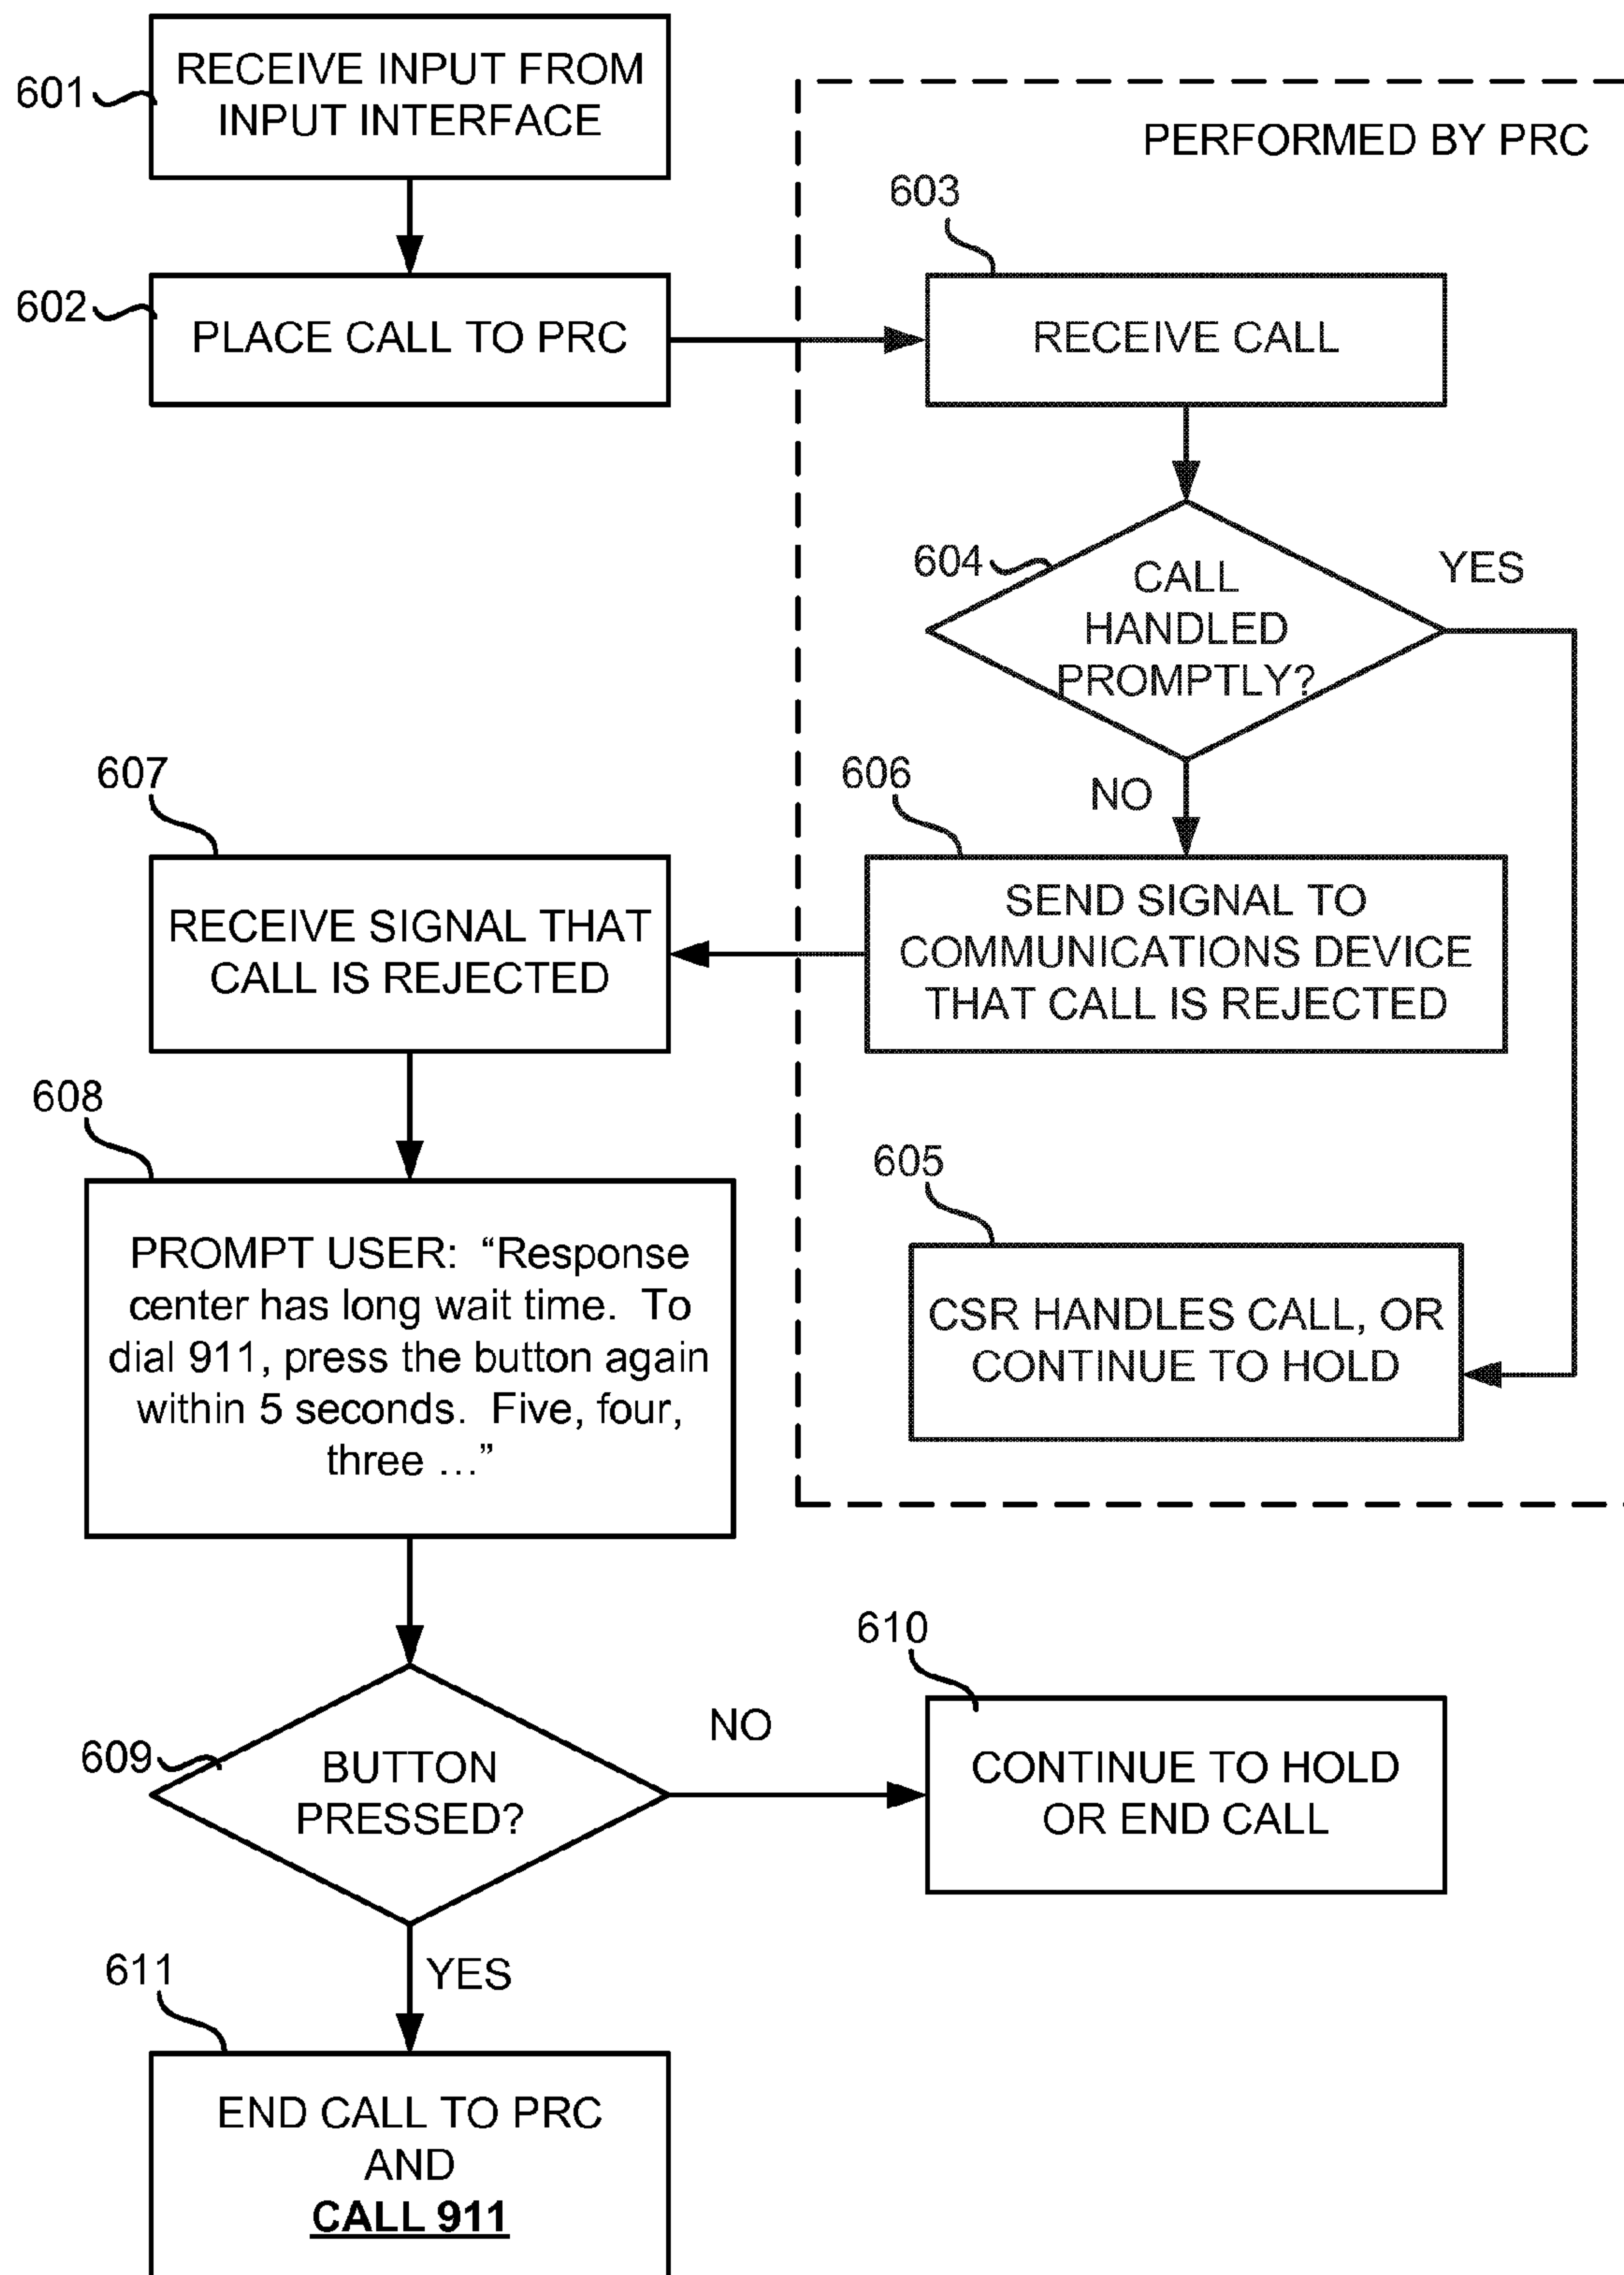 601
RECEIVE INPUT FROM
INPUT INTERFACE
PERFORMED BY PRC
602
PLACE CALL TO PRC
603
RECEIVE CALL
604
CALL
HANDLED
PROMPTLY?
YES
NO
607
RECEIVE SIGNAL THAT
CALL IS REJECTED
606
SEND SIGNAL TO
COMMUNICATIONS DEVICE
THAT CALL IS REJECTED
608
PROMPT USER: “Response
center has long wait time. To
dial 911, press the button again
within 5 seconds. Five, four,
three ...”
605
CSR HANDLES CALL, OR
CONTINUE TO HOLD
609
BUTTON
PRESSED?
NO
610
CONTINUE TO HOLD
OR END CALL
YES
611
END CALL TO PRC
AND
CALL 911